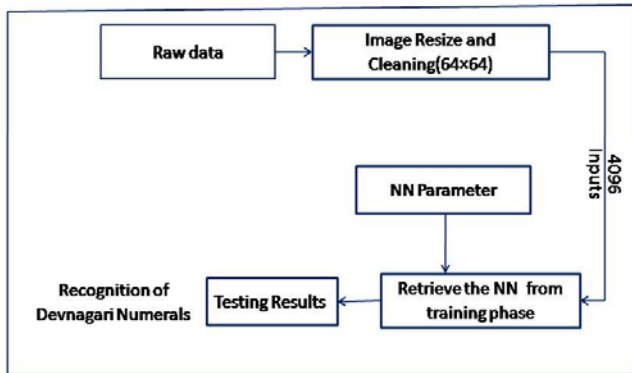 Raw data
Image Resize and
Cleaning(64×64)
4096
Inputs
NN Parameter
Retrieve the NN from
training phase
Testing Results
Recognition of
Devnagari Numerals